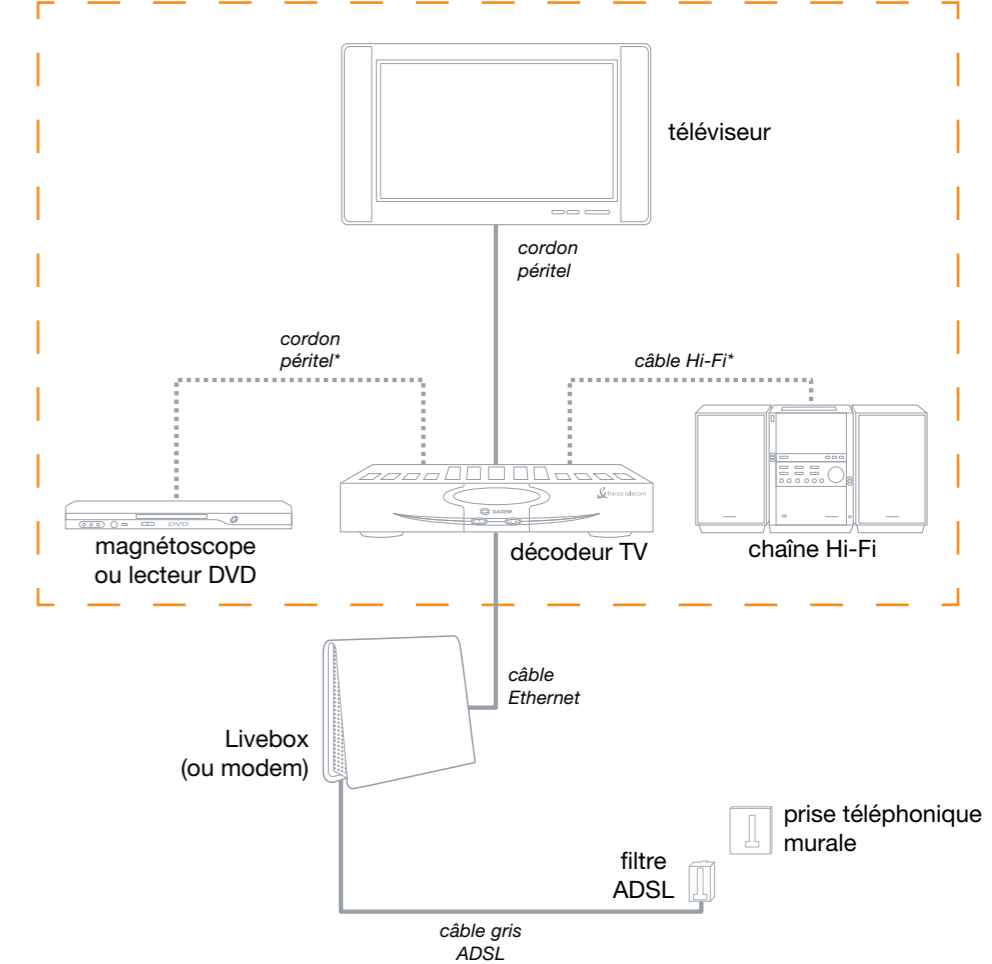 téléviseur
cordon
péritel
cordon
péritel*
câble Hi-Fi*
france telecom
SAGEM
DVD
magnétoscope
ou lecteur DVD
décodeur TV
chaîne Hi-Fi
câble
Ethernet
Livebox
(ou modem)
prise téléphonique
murale
filtre
ADSL
câble gris
ADSL